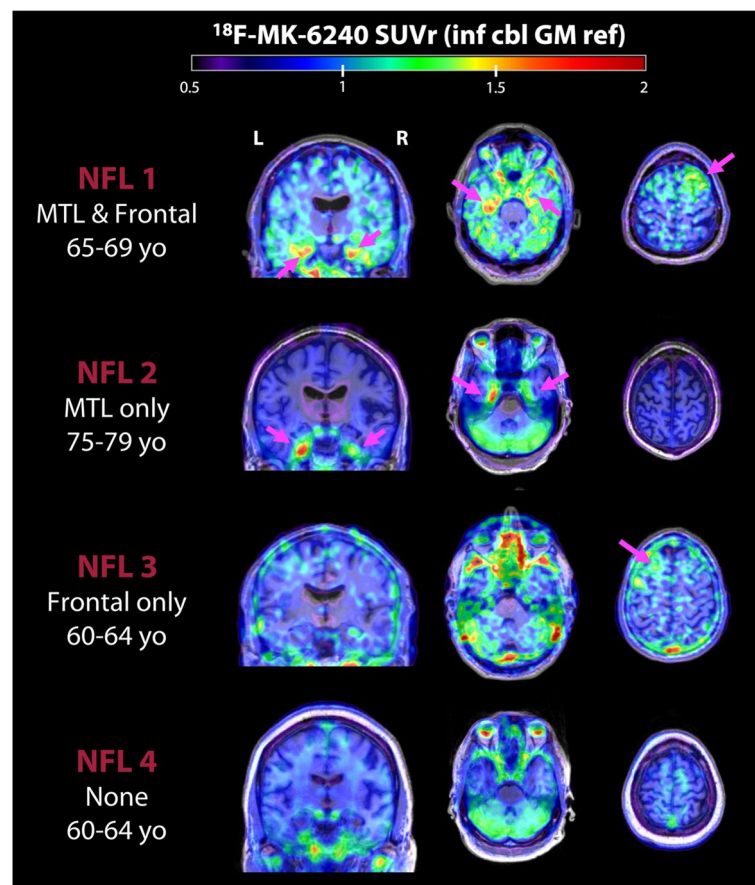 ¹⁸F-MK-6240 SUVr (inf cbl GM ref)
0.5 1 1.5 2
L R
NFL 1
MTL & Frontal
65-69 yo
NFL 2
MTL only
75-79 yo
NFL 3
Frontal only
60-64 yo
NFL 4
None
60-64 yo